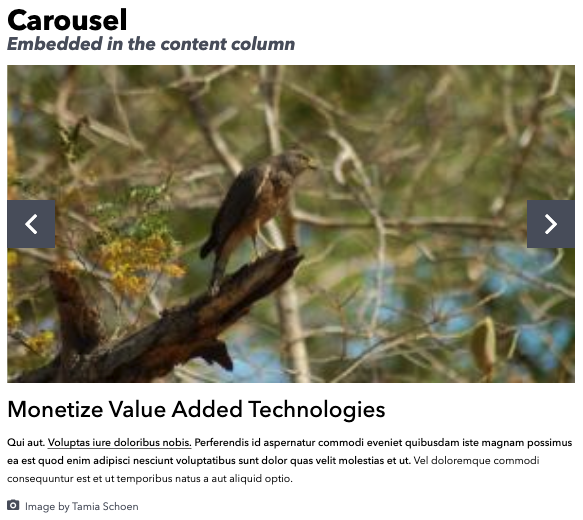 Carousel
Embedded in the content column
Monetize Value Added Technologies
Qui aut. Voluptas iure doloribus nobis. Perferendis id aspernatur commodi eveniet quibusdam iste magnam possimus
ea est quod enim adipisci nesciunt voluptatibus sunt dolor quas velit molestias et ut. Vel doloremque commodi
consequuntur est et ut temporibus natus a aut aliquid optio.
Image by Tamia Schoen